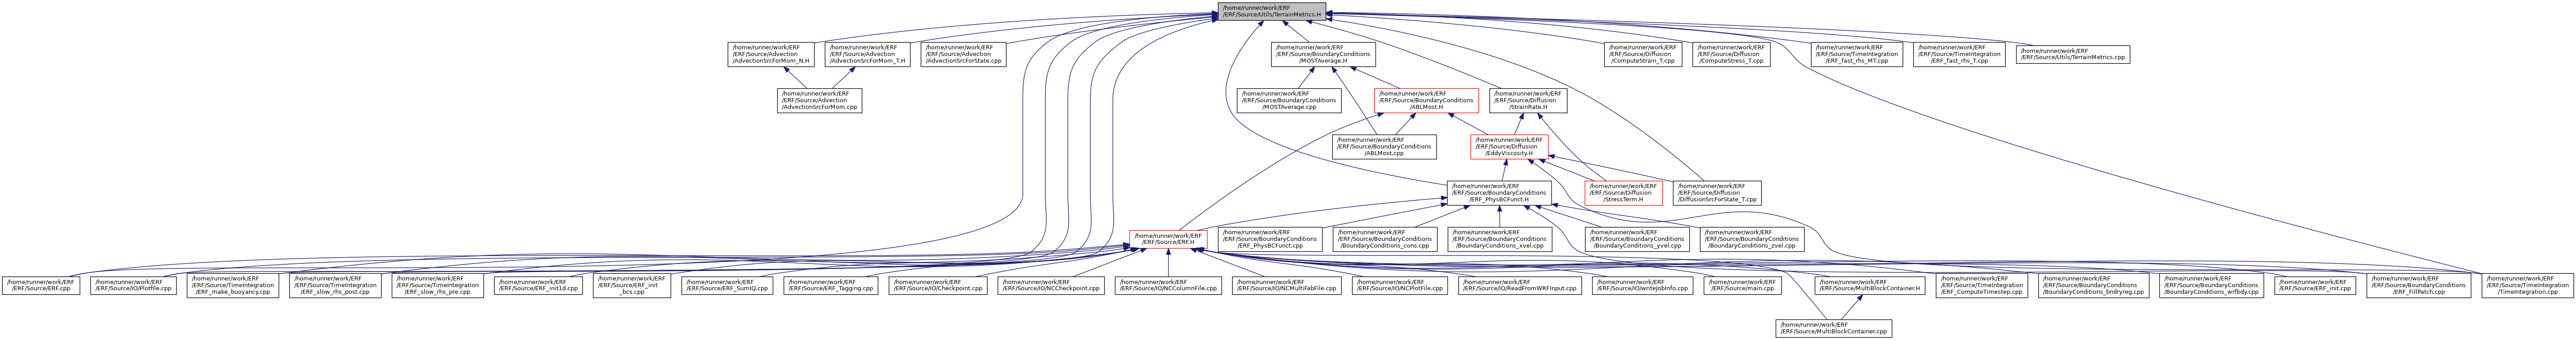 /home/runner/work/ERF
/ERF/Source/Utils/TerrainMetrics.H
/home/runner/work/ERF
/ERF/Source/Advection
/AdvectionSrcForMom_N.H
/home/runner/work/ERF
/ERF/Source/Advection
/AdvectionSrcForMom_T.H
/home/runner/work/ERF
/ERF/Source/Advection
/AdvectionSrcForState.cpp
/home/runner/work/ERF
/ERF/Source/BoundaryConditions
/MOSTAverage.H
/home/runner/work/ERF
/ERF/Source/Diffusion
/ComputeStrain_T.cpp
/home/runner/work/ERF
/ERF/Source/Diffusion
/ComputeStress_T.cpp
/home/runner/work/ERF
/ERF/Source/TimeIntegration
/ERF_fast_rhs_MT.cpp
/home/runner/work/ERF
/ERF/Source/TimeIntegration
/ERF_fast_rhs_T.cpp
/home/runner/work/ERF
/ERF/Source/Utils/TerrainMetrics.cpp
/home/runner/work/ERF
/ERF/Source/Advection
/AdvectionSrcForMom.cpp
/home/runner/work/ERF
/ERF/Source/BoundaryConditions
/MOSTAverage.cpp
/home/runner/work/ERF
/ERF/Source/BoundaryConditions
/ABLMost.H
/home/runner/work/ERF
/ERF/Source/Diffusion
/StrainRate.H
/home/runner/work/ERF
/ERF/Source/BoundaryConditions
/ABLMost.cpp
/home/runner/work/ERF
/ERF/Source/Diffusion
/EddyViscosity.H
/home/runner/work/ERF
/ERF/Source/BoundaryConditions
/ERF_PhysBCFunct.H
/home/runner/work/ERF
/ERF/Source/Diffusion
/StressTerm.H
/home/runner/work/ERF
/ERF/Source/Diffusion
/DiffusionSrcForState_T.cpp
/home/runner/work/ERF
/ERF/Source/ERF.H
/home/runner/work/ERF
/ERF/Source/BoundaryConditions
/ERF_PhysBCFunct.cpp
/home/runner/work/ERF
/ERF/Source/BoundaryConditions
/BoundaryConditions_cons.cpp
/home/runner/work/ERF
/ERF/Source/BoundaryConditions
/BoundaryConditions_xvel.cpp
/home/runner/work/ERF
/ERF/Source/BoundaryConditions
/BoundaryConditions_yvel.cpp
/home/runner/work/ERF
/ERF/Source/BoundaryConditions
/BoundaryConditions_zvel.cpp
/home/runner/work/ERF
/ERF/Source/ERF.cpp
/home/runner/work/ERF
/ERF/Source/IO/Plotfile.cpp
/home/runner/work/ERF
/ERF/Source/TimeIntegration
/ERF_make_buoyancy.cpp
/home/runner/work/ERF
/ERF/Source/TimeIntegration
/ERF_slow_rhs_post.cpp
/home/runner/work/ERF
/ERF/Source/TimeIntegration
/ERF_slow_rhs_pre.cpp
/home/runner/work/ERF
/ERF/Source/ERF_init1d.cpp
/home/runner/work/ERF
/ERF/Source/ERF_init
_bcs.cpp
/home/runner/work/ERF
/ERF/Source/ERF_SumIQ.cpp
/home/runner/work/ERF
/ERF/Source/ERF_Tagging.cpp
/home/runner/work/ERF
/ERF/Source/IO/Checkpoint.cpp
/home/runner/work/ERF
/ERF/Source/IO/NCCheckpoint.cpp
/home/runner/work/ERF
/ERF/Source/IO/NCColumnFile.cpp
/home/runner/work/ERF
/ERF/Source/IO/NCMultiFabFile.cpp
/home/runner/work/ERF
/ERF/Source/IO/NCPlotFile.cpp
/home/runner/work/ERF
/ERF/Source/IO/ReadFromWRFInput.cpp
/home/runner/work/ERF
/ERF/Source/IO/writeJobInfo.cpp
/home/runner/work/ERF
/ERF/Source/main.cpp
/home/runner/work/ERF
/ERF/Source/MultiBlockContainer.H
/home/runner/work/ERF
/ERF/Source/TimeIntegration
/ERF_ComputeTimestep.cpp
/home/runner/work/ERF
/ERF/Source/BoundaryConditions
/BoundaryConditions_bndryreg.cpp
/home/runner/work/ERF
/ERF/Source/BoundaryConditions
/BoundaryConditions_wrfbdy.cpp
/home/runner/work/ERF
/ERF/Source/ERF_init.cpp
/home/runner/work/ERF
/ERF/Source/BoundaryConditions
/ERF_FillPatch.cpp
/home/runner/work/ERF
/ERF/Source/TimeIntegration
/TimeIntegration.cpp
/home/runner/work/ERF
/ERF/Source/MultiBlockContainer.cpp